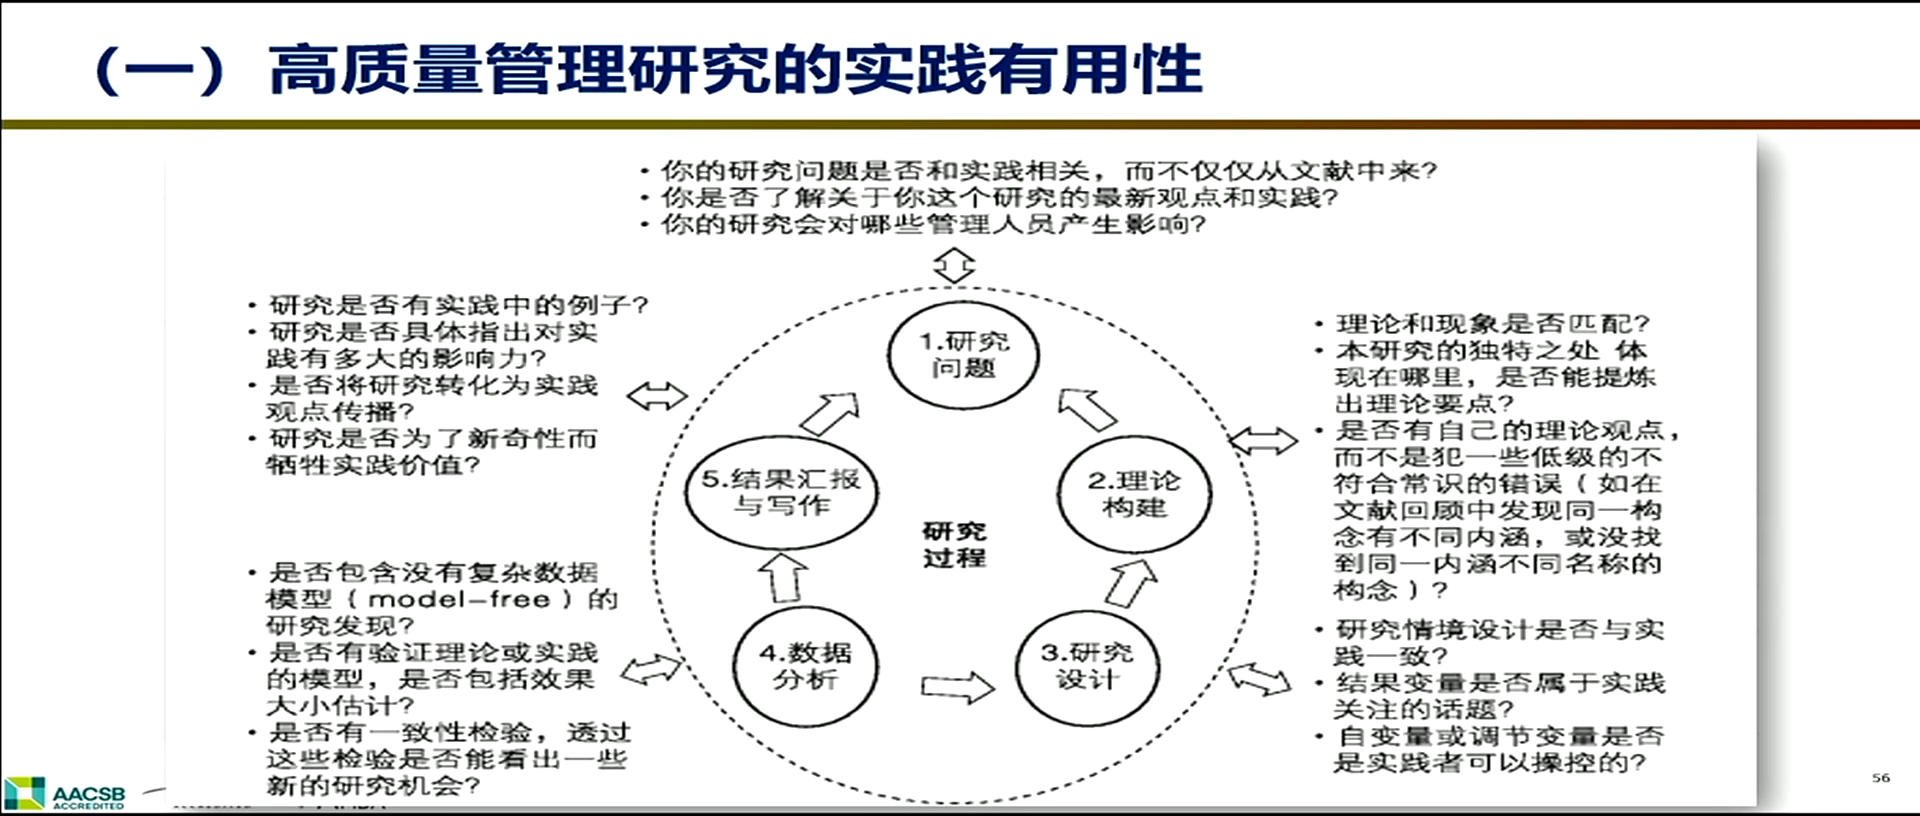 （一）高质量管理研究的实践有用性
• 你的研究问题是否和实践相关，而不仅仅从文献中来？
• 你是否了解关于你这个研究的最新观点和实践？
• 你的研究会对哪些管理人员产生影响？
• 研究是否有实践中的例子？
• 研究是否具体指出对实
践有多大的影响力？
• 是否将研究转化为实践
观点传播？
• 研究是否为了新奇性而
牺牲实践价值？
• 是否包含没有复杂数据
模型（model-free）的
研究发现？
• 是否有验证理论或实践
的模型，是否包括效果
大小估计？
• 是否有一致性检验，透过
这些检验是否能看出一些
新的研究机会？
1.研究
问题
2.理论
构建
3.研究
设计
4.数据
分析
5.结果汇报
与写作
研究
过程
• 理论和现象是否匹配？
• 本研究的独特之处 体
现在哪里，是否能提炼
出理论要点？
• 是否有自己的理论观点，
而不是犯一些低级的不
符合常识的错误（如在
文献回顾中发现同一构
念有不同内涵，或没找
到同一内涵不同名称的
构念）？
• 研究情境设计是否与实
践一致？
• 结果变量是否属于实践
关注的话题？
• 自变量或调节变量是否
是实践者可以操控的？
AACSB
ACCREDITED
56